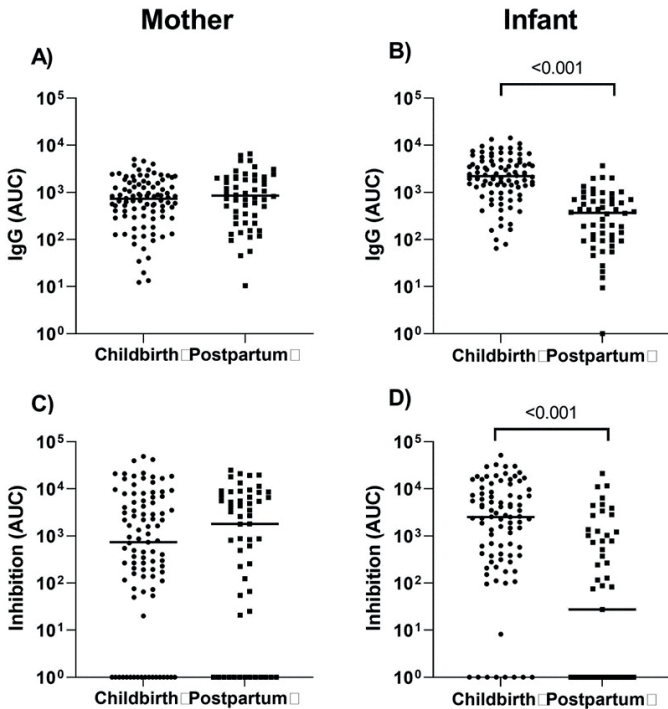 Mother Infant
A) B)
<0.001
10⁵ 10⁵
10⁴ 10⁴
10³ 10³
10² 10²
10¹ 10¹
10⁰ 10⁰
IgG (AUC) IgG (AUC)
Childbirth□ Postpartum□ Childbirth□ Postpartum□
C) D)
<0.001
10⁵ 10⁵
10⁴ 10⁴
10³ 10³
10² 10²
10¹ 10¹
10⁰ 10⁰
Inhibition (AUC) Inhibition (AUC)
Childbirth□ Postpartum□ Childbirth□ Postpartum□